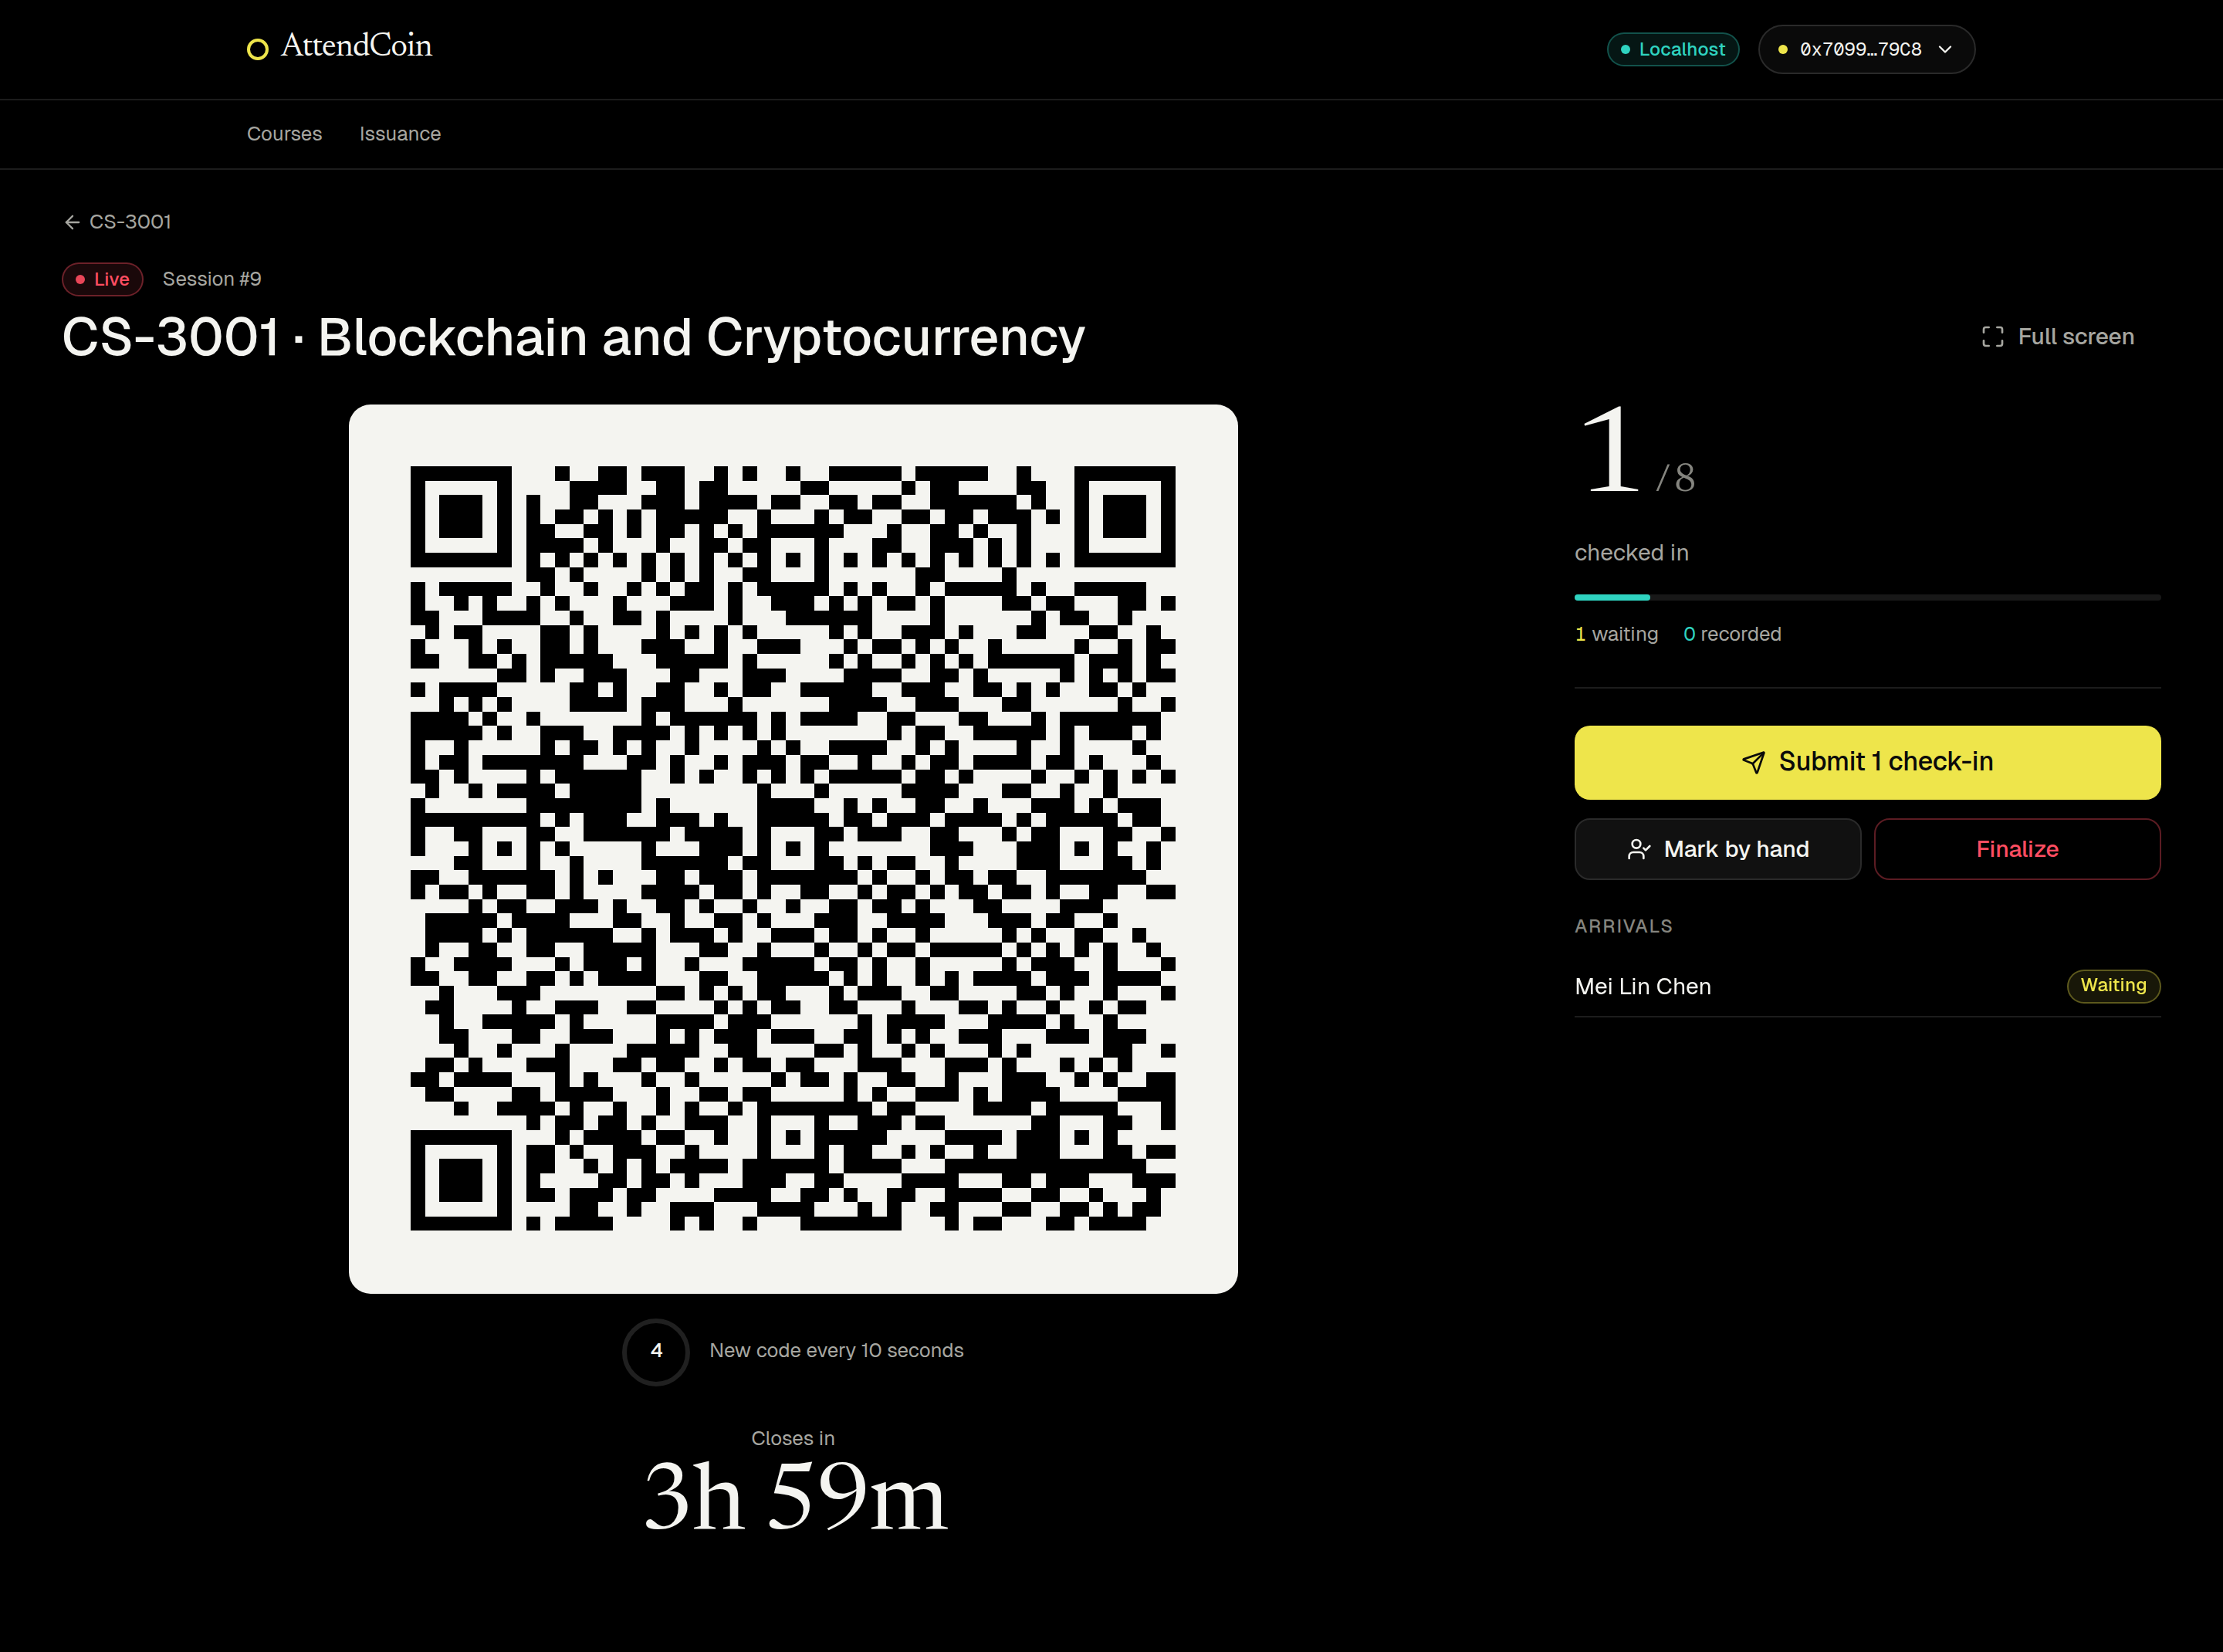 AttendCoin
Localhost
0x7099…79C8
Courses
Issuance
CS-3001
Live
Session #9
CS-3001 · Blockchain and Cryptocurrency
Full screen
1 /8
checked in
1 waiting
0 recorded
Submit 1 check-in
Mark by hand
Finalize
ARRIVALS
Mei Lin Chen
Waiting
4
New code every 10 seconds
Closes in
3h 59m